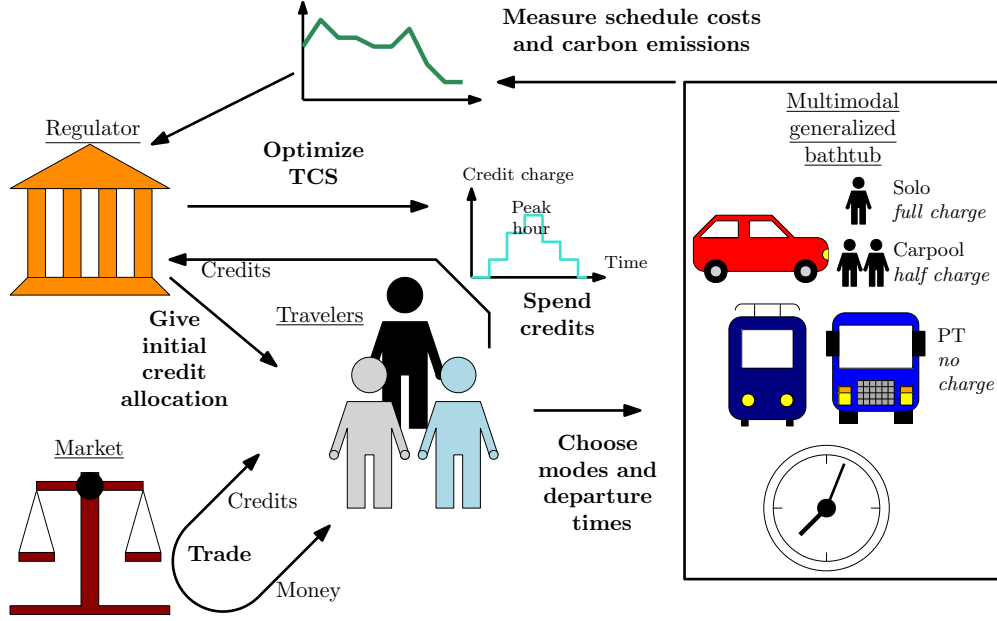 Measure schedule costs
and carbon emissions
Regulator
Optimize
TCS
Credit charge
Peak
hour
Time
Credits
Spend
credits
Give
initial
credit
allocation
Travelers
Multimodal
generalized
bathtub
Solo
full charge
Carpool
half charge
PT
no
charge
Choose
modes and
departure
times
Market
Credits
Trade
Money